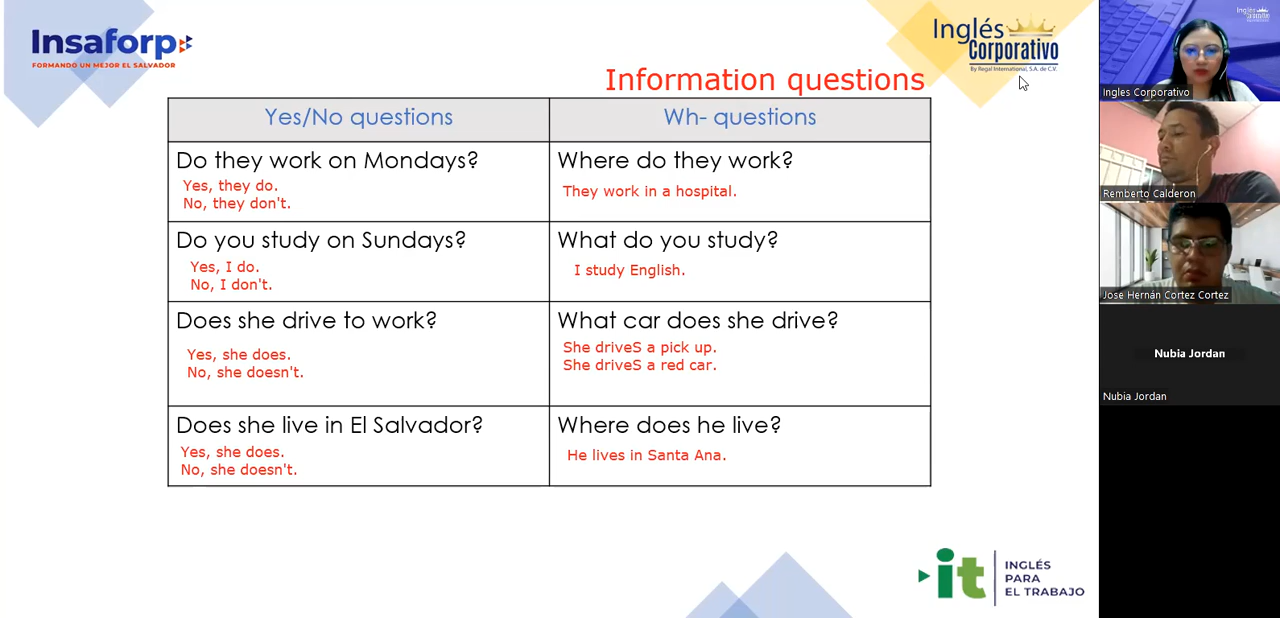 Insaforp
FORMANDO UN MEJOR EL SALVADOR
Inglés
Corporativo
By Regal International, S.A. de C.V.
Information questions
Yes/No questions
Wh- questions
Do they work on Mondays?
Yes, they do.
No, they don't.
Where do they work?
They work in a hospital.
Do you study on Sundays?
Yes, I do.
No, I don't.
What do you study?
I study English.
Does she drive to work?
Yes, she does.
No, she doesn't.
What car does she drive?
She driveS a pick up.
She driveS a red car.
Does she live in El Salvador?
Yes, she does.
No, she doesn't.
Where does he live?
He lives in Santa Ana.
it
INGLÉS
PARA
EL TRABAJO
Inglés
Ingles Corporativo
Remberto Calderon
Jose Hernán Cortez Cortez
Nubia Jordan
Nubia Jordan